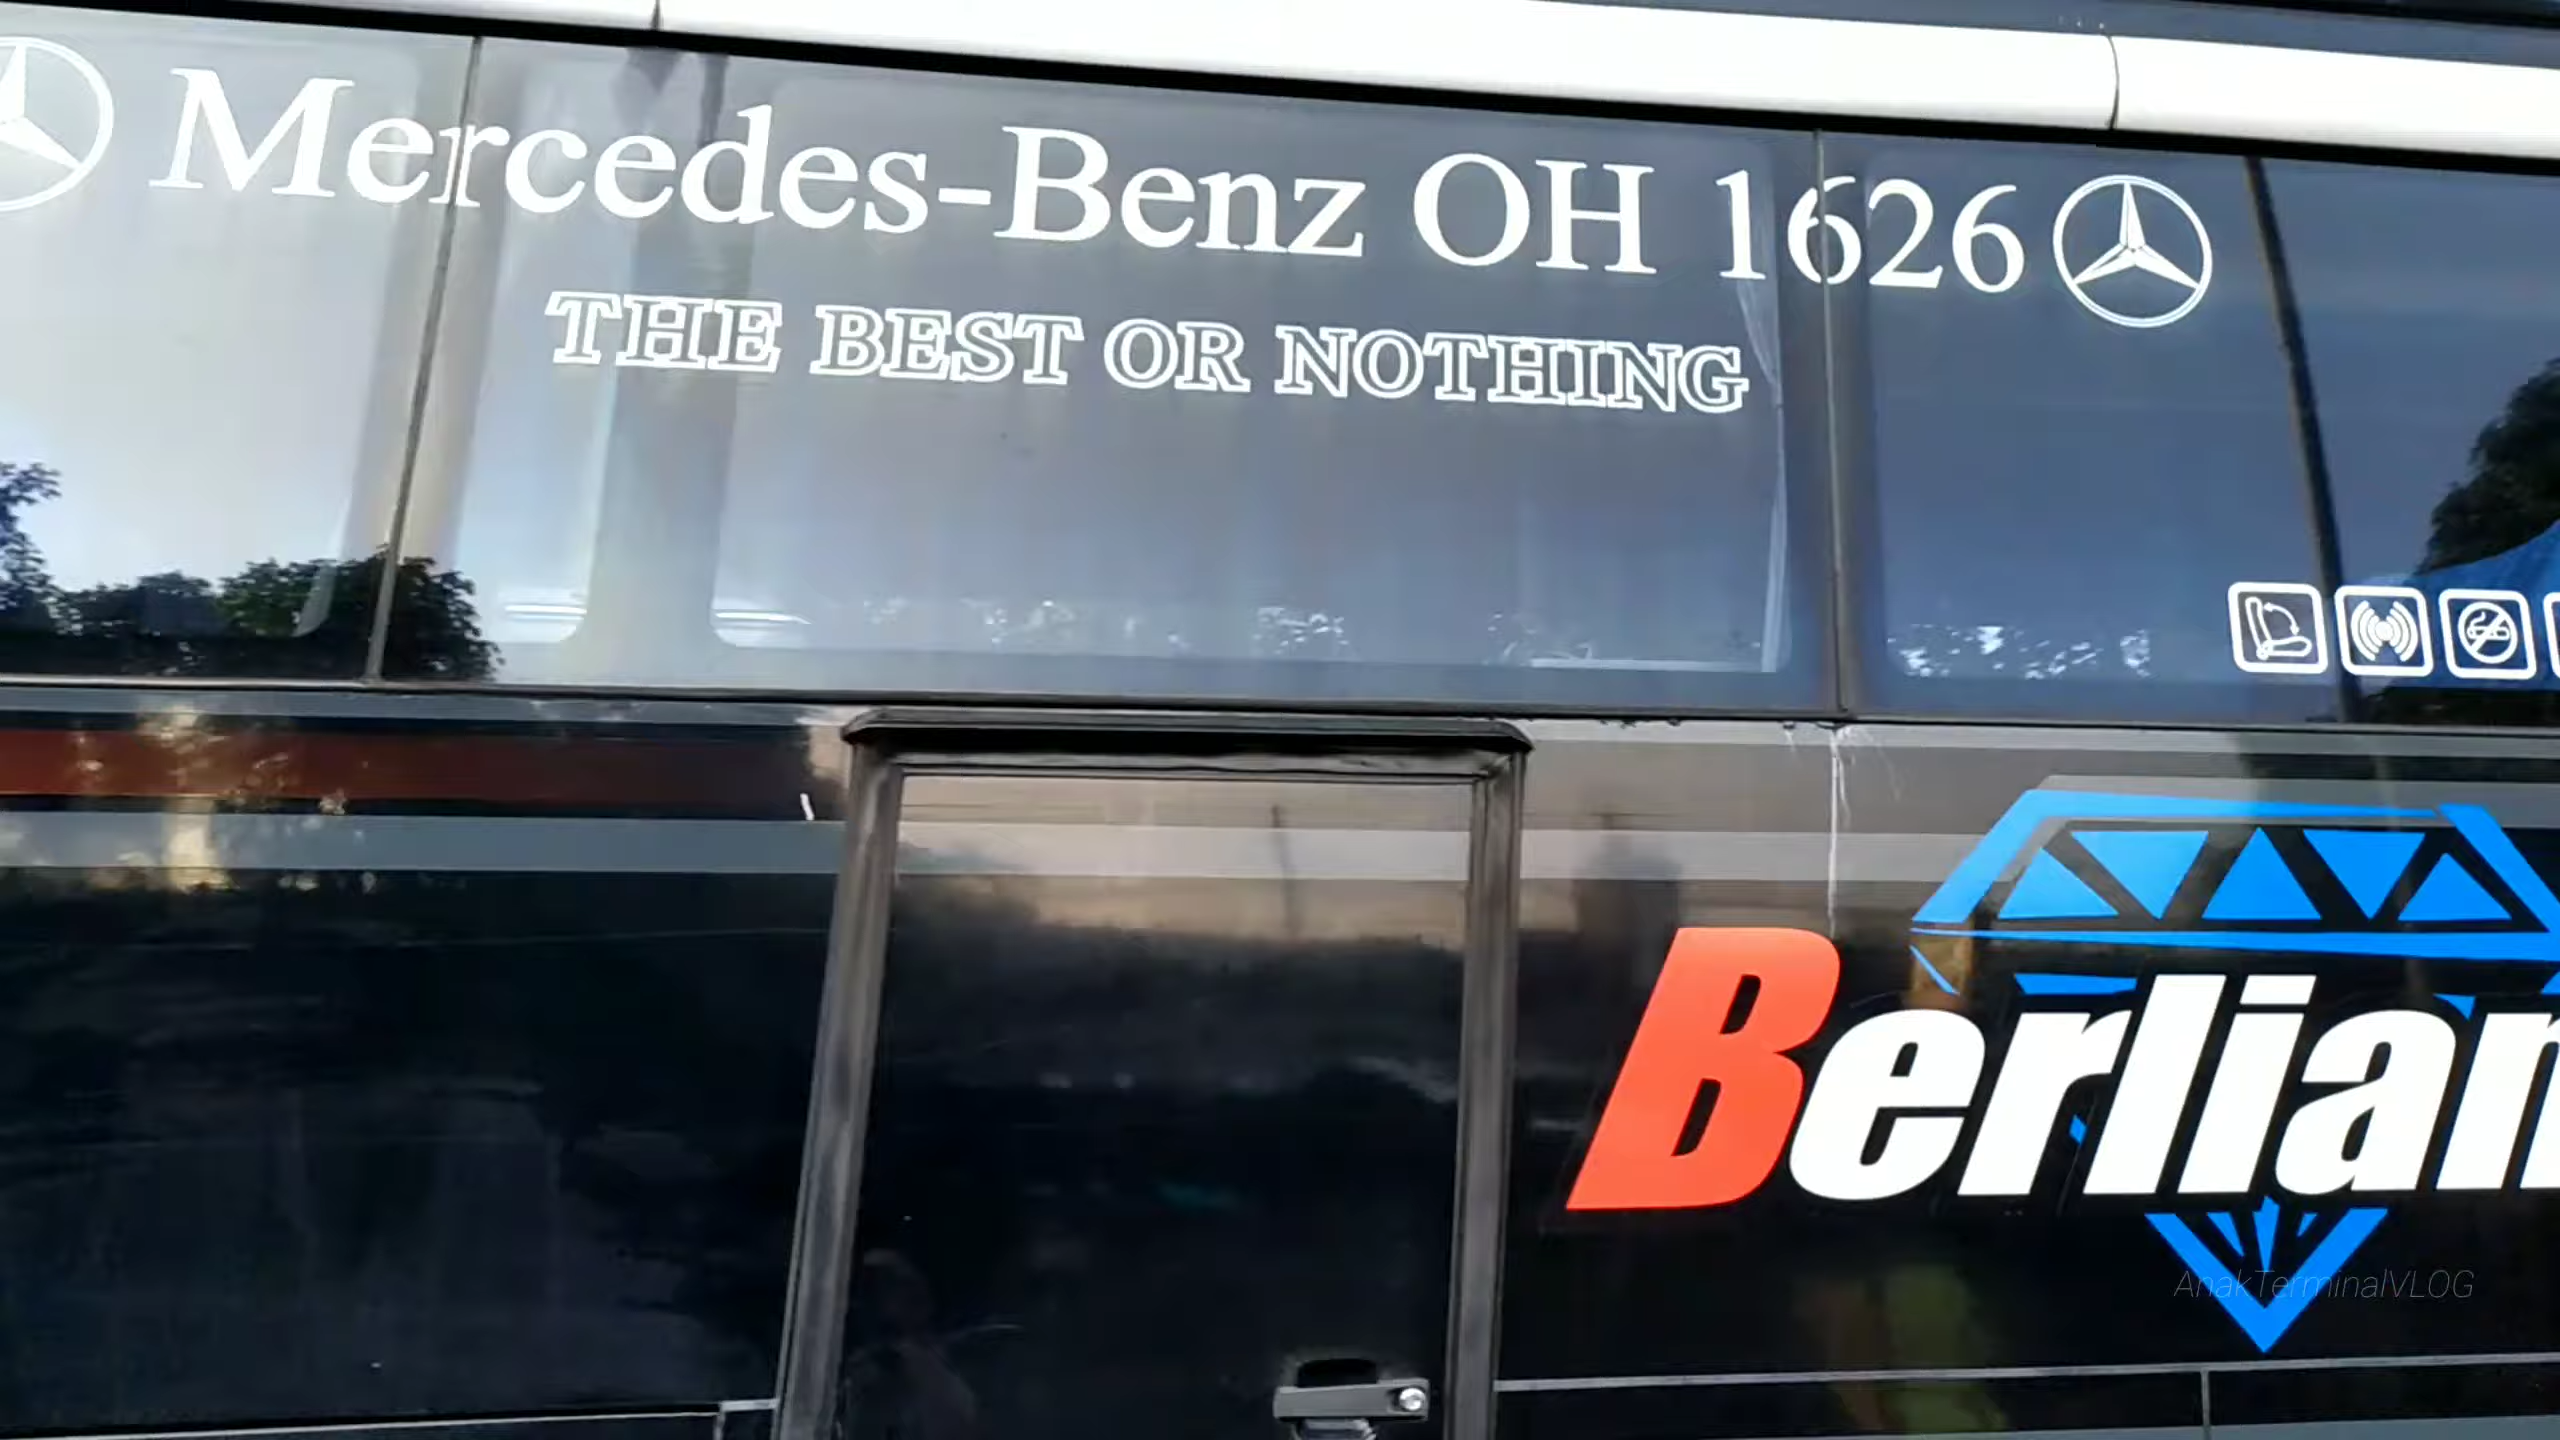 Mercedes-Benz OH 1626
THE BEST OR NOTHING
Berlian
AnakTerminalVLOG